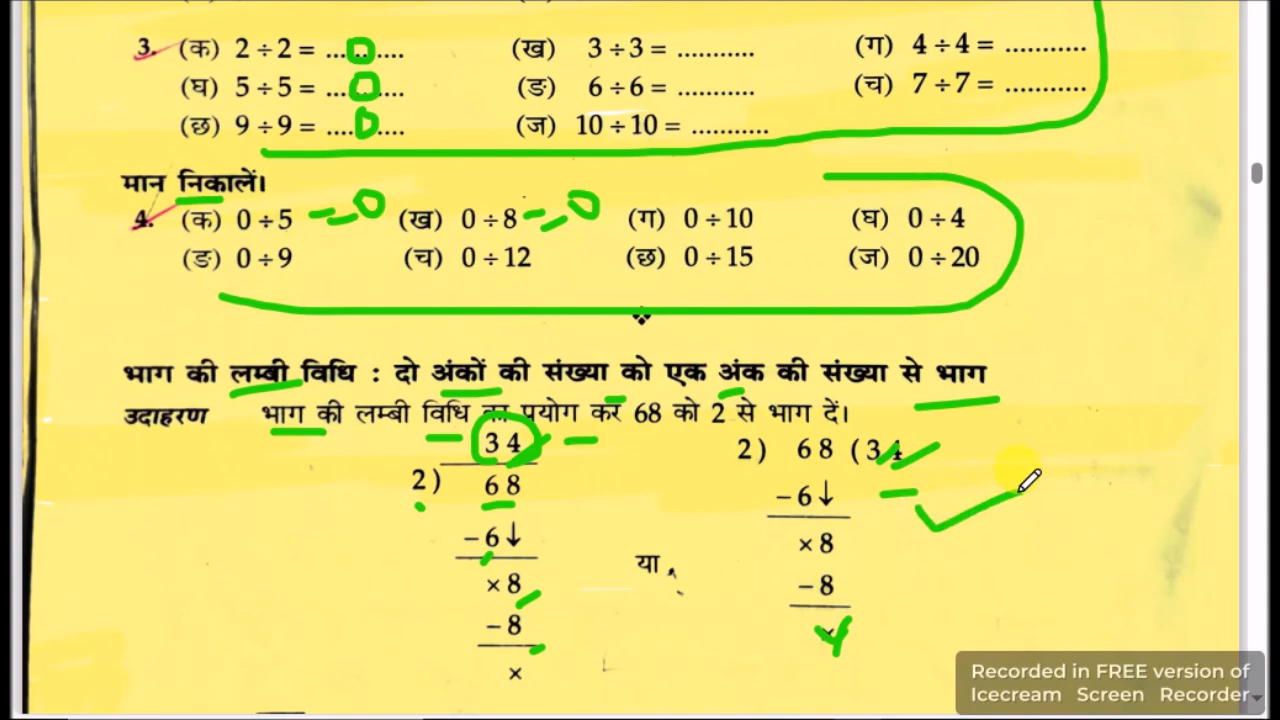 3. (क) 2 ÷ 2 = ...0.... (ख) 3 ÷ 3 = ........... (ग) 4 ÷ 4 = ...........
(घ) 5 ÷ 5 = ...0.... (ङ) 6 ÷ 6 = ........... (च) 7 ÷ 7 = ...........
(छ) 9 ÷ 9 = ....0.... (ज) 10 ÷ 10 = ...........
मान निकालें।
4. (क) 0 ÷ 5 = 0 (ख) 0 ÷ 8 = 0 (ग) 0 ÷ 10 (घ) 0 ÷ 4
(ङ) 0 ÷ 9 (च) 0 ÷ 12 (छ) 0 ÷ 15 (ज) 0 ÷ 20
भाग की लम्बी विधि : दो अंकों की संख्या को एक अंक की संख्या से भाग
उदाहरण भाग की लम्बी विधि का प्रयोग कर 68 को 2 से भाग दें।
34
2) 68
−6↓
×8
−8
×
या
2) 68 (34
−6↓
×8
−8
×
Recorded in FREE version of
Icecream Screen Recorder